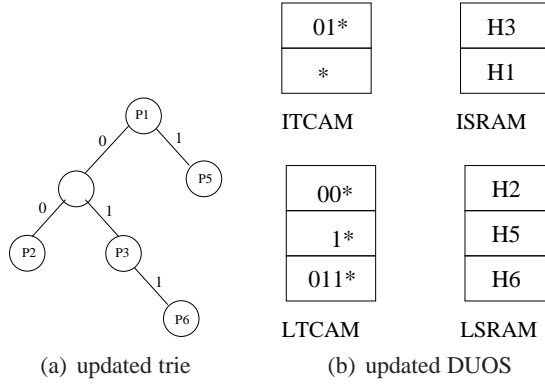 P1
0
1
P5
0
1
P2
P3
1
P6
(a) updated trie
01*
*
ITCAM
H3
H1
ISRAM
00*
1*
011*
LTCAM
H2
H5
H6
LSRAM
(b) updated DUOS